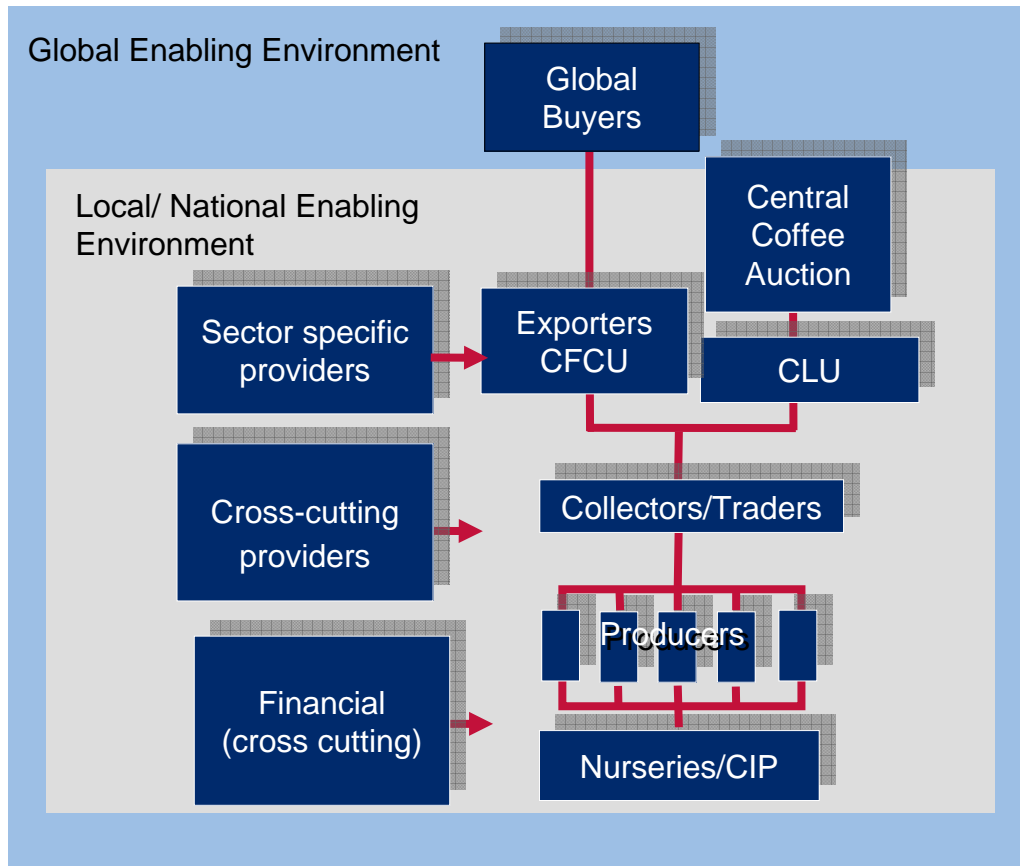 Global Enabling Environment
Global
Buyers
Central
Coffee
Auction
Local/ National Enabling
Environment
Sector specific
providers
Exporters
CFCU
CLU
Cross-cutting
providers
Collectors/Traders
Producers
Financial
(cross cutting)
Nurseries/CIP